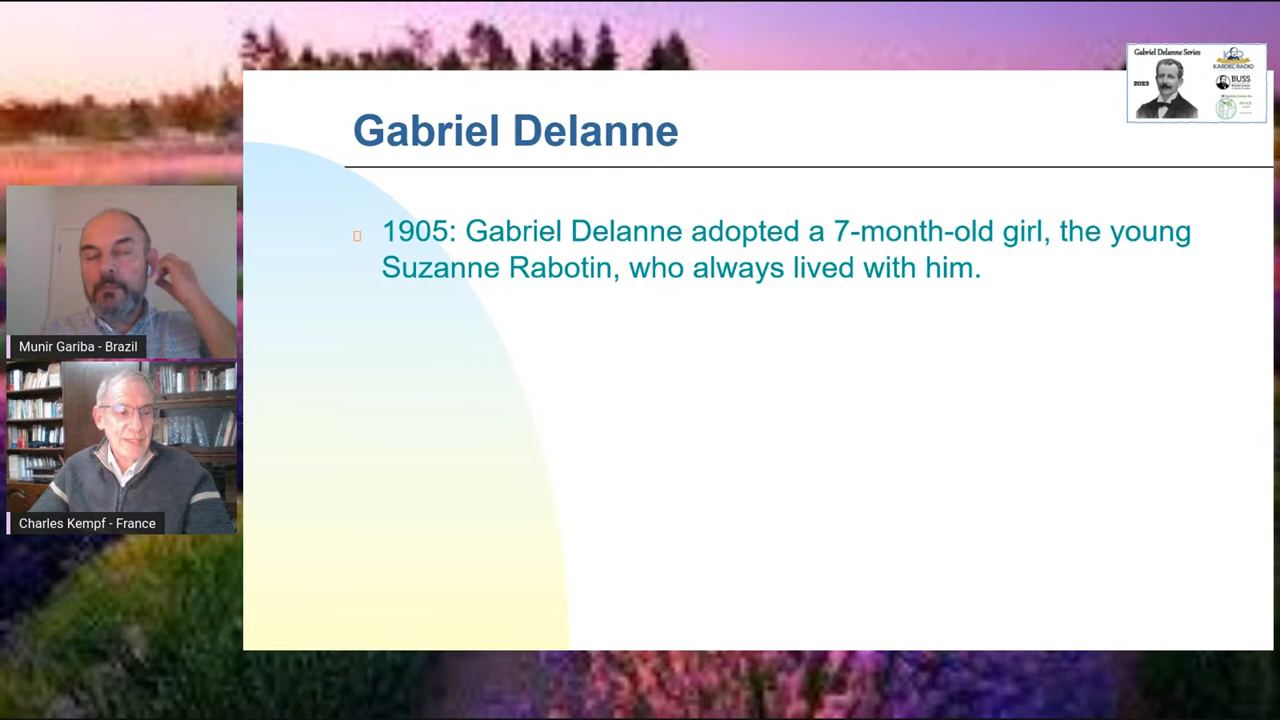 Gabriel Delanne Series
2023
KARDEC RADIO
BUSS
Gabriel Delanne
1905: Gabriel Delanne adopted a 7-month-old girl, the young
Suzanne Rabotin, who always lived with him.
Munir Gariba - Brazil
Charles Kempf - France